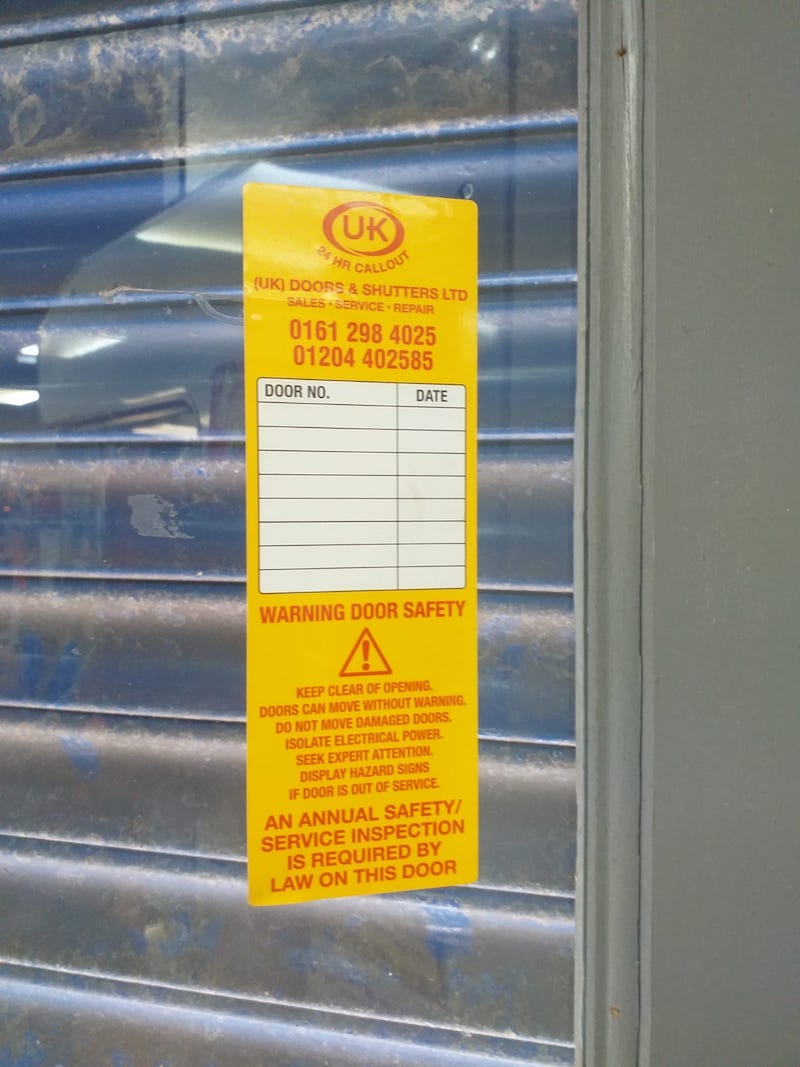 UK
24 HR CALLOUT
(UK) DOORS & SHUTTERS LTD
SALES • SERVICE • REPAIR
0161 298 4025
01204 402585
DOOR NO. DATE
WARNING DOOR SAFETY
!
KEEP CLEAR OF OPENING.
DOORS CAN MOVE WITHOUT WARNING.
DO NOT MOVE DAMAGED DOORS.
ISOLATE ELECTRICAL POWER.
SEEK EXPERT ATTENTION.
DISPLAY HAZARD SIGNS
IF DOOR IS OUT OF SERVICE.
AN ANNUAL SAFETY/
SERVICE INSPECTION
IS REQUIRED BY
LAW ON THIS DOOR